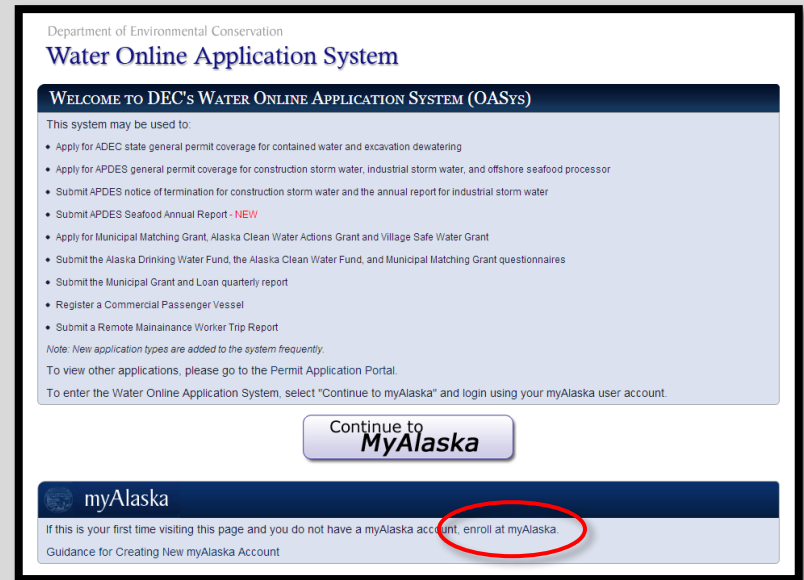 Department of Environmental Conservation
Water Online Application System
WELCOME TO DEC'S WATER ONLINE APPLICATION SYSTEM (OASYS)
This system may be used to:
• Apply for ADEC state general permit coverage for contained water and excavation dewatering
• Apply for APDES general permit coverage for construction storm water, industrial storm water, and offshore seafood processor
• Submit APDES notice of termination for construction storm water and the annual report for industrial storm water
• Submit APDES Seafood Annual Report - NEW
• Apply for Municipal Matching Grant, Alaska Clean Water Actions Grant and Village Safe Water Grant
• Submit the Alaska Drinking Water Fund, the Alaska Clean Water Fund, and Municipal Matching Grant questionnaires
• Submit the Municipal Grant and Loan quarterly report
• Register a Commercial Passenger Vessel
• Submit a Remote Mainainance Worker Trip Report
Note: New application types are added to the system frequently.
To view other applications, please go to the Permit Application Portal.
To enter the Water Online Application System, select "Continue to myAlaska" and login using your myAlaska user account.
Continue to
MyAlaska
myAlaska
If this is your first time visiting this page and you do not have a myAlaska account, enroll at myAlaska.
Guidance for Creating New myAlaska Account